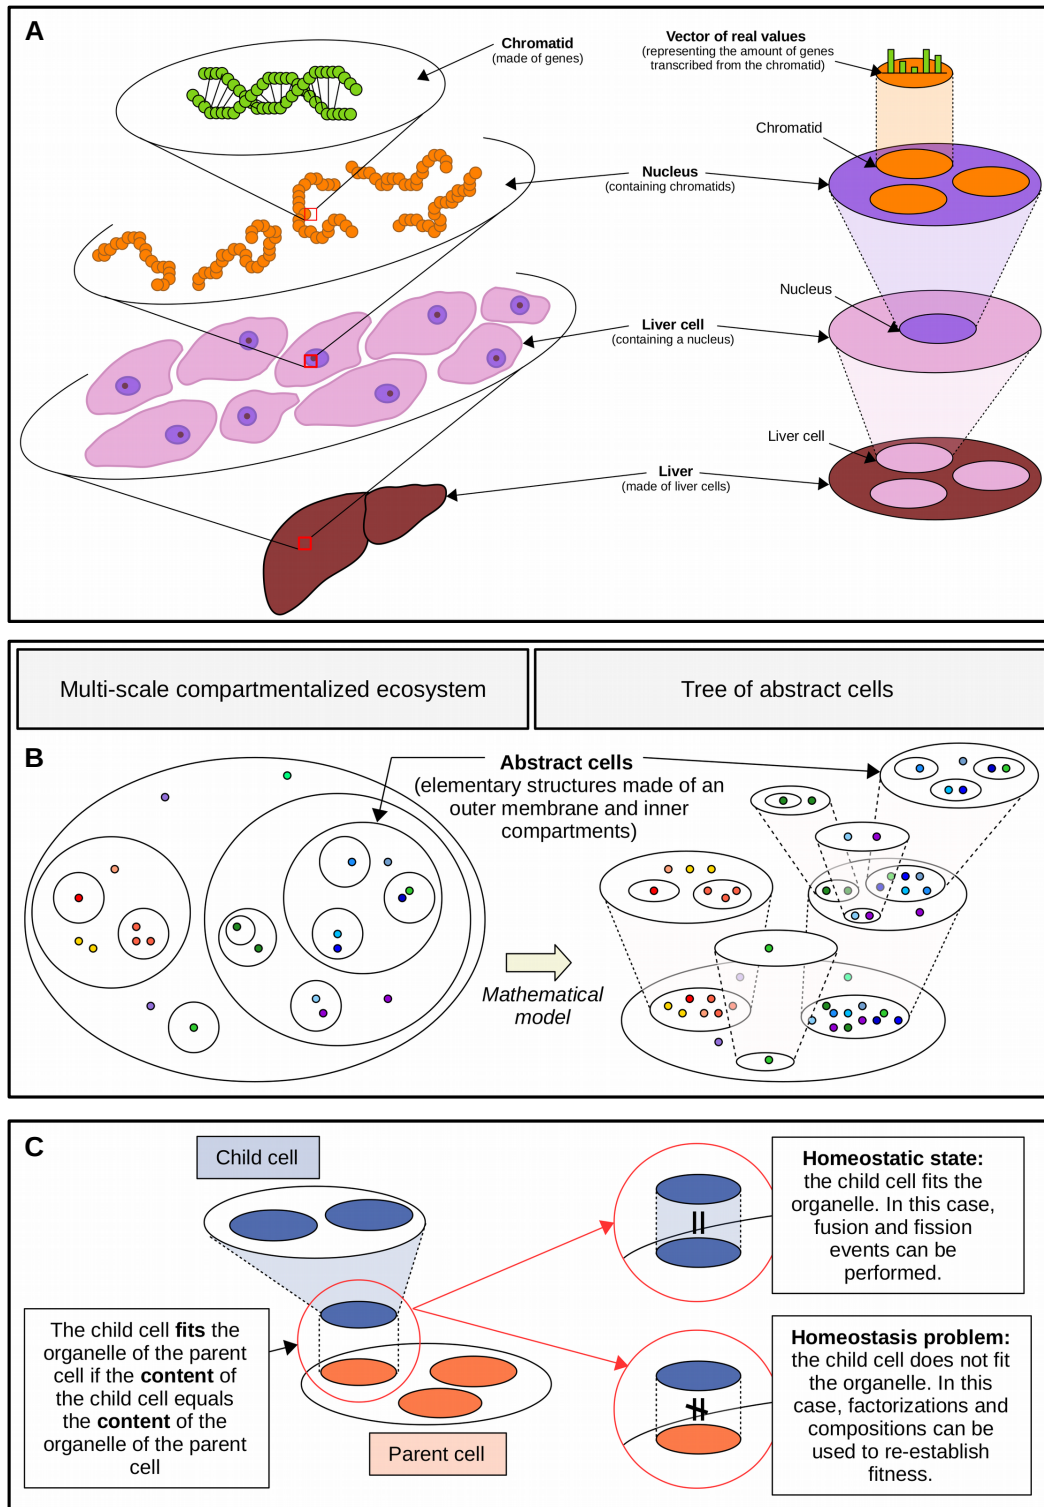 A
Chromatid
(made of genes)
Vector of real values
(representing the amount of genes
transcribed from the chromatid)
Chromatid
Nucleus
(containing chromatids)
Nucleus
Liver cell
(containing a nucleus)
Liver cell
Liver
(made of liver cells)
Multi-scale compartmentalized ecosystem
Tree of abstract cells
B
Abstract cells
(elementary structures made of an
outer membrane and inner
compartments)
Mathematical
model
C
Child cell
The child cell fits the
organelle of the parent
cell if the content of
the child cell equals
the content of the
organelle of the parent
cell
Parent cell
=
Homeostatic state:
the child cell fits the
organelle. In this case,
fusion and fission
events can be
performed.
≠
Homeostasis problem:
the child cell does not fit
the organelle. In this
case, factorizations and
compositions can be
used to re-establish
fitness.